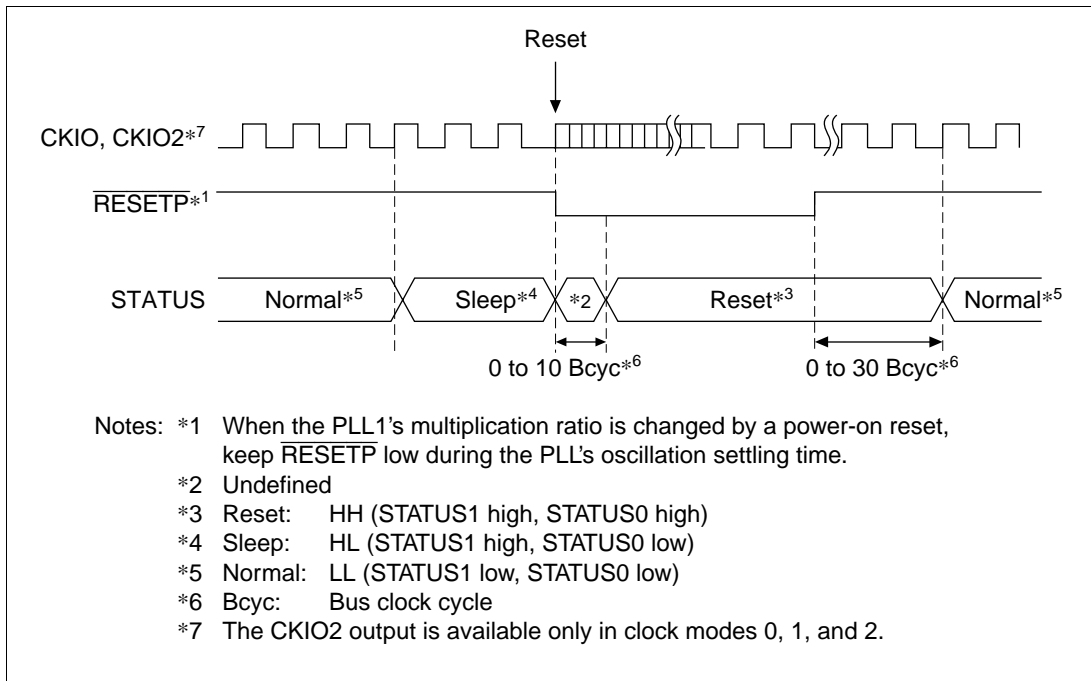 Reset
CKIO, CKIO2*7
RESETP*1
STATUS Normal*5 Sleep*4 *2 Reset*3 Normal*5
0 to 10 Bcyc*6 0 to 30 Bcyc*6
Notes: *1 When the PLL1's multiplication ratio is changed by a power-on reset,
keep RESETP low during the PLL's oscillation settling time.
*2 Undefined
*3 Reset: HH (STATUS1 high, STATUS0 high)
*4 Sleep: HL (STATUS1 high, STATUS0 low)
*5 Normal: LL (STATUS1 low, STATUS0 low)
*6 Bcyc: Bus clock cycle
*7 The CKIO2 output is available only in clock modes 0, 1, and 2.